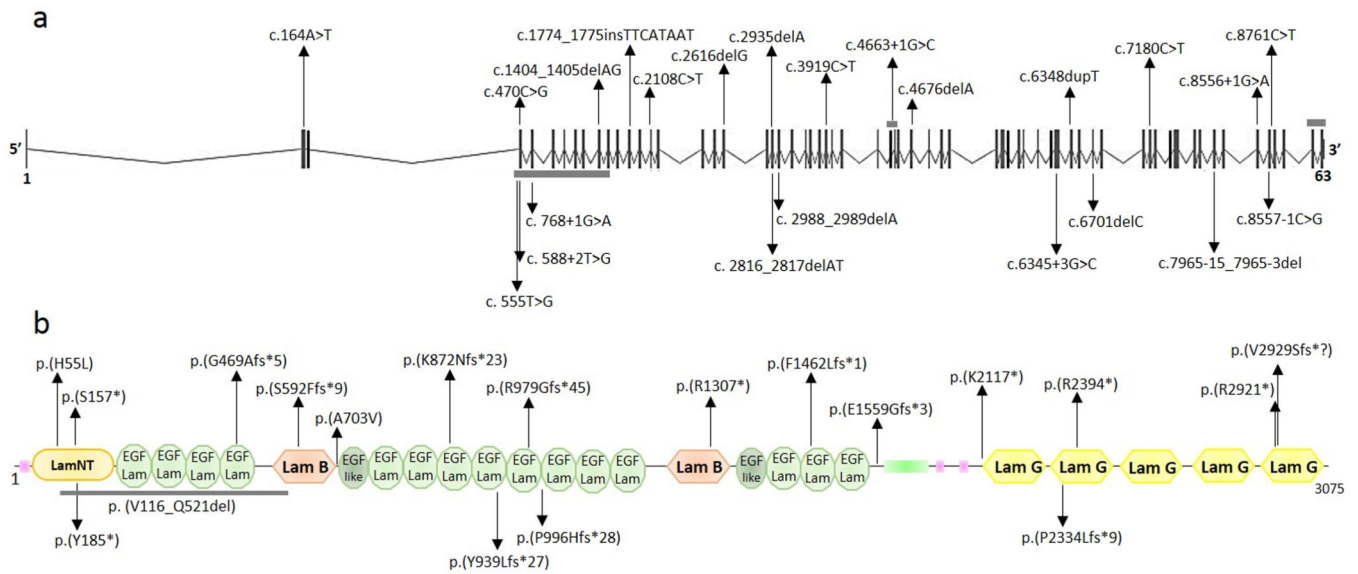 a
c.164A>T
c.470C>G
c.1404_1405delAG
c.1774_1775insTTCATAAT
c.2108C>T
c.2616delG
c.2935delA
c.3919C>T
c.4663+1G>C
c.4676delA
c.6348dupT
c.7180C>T
c.8556+1G>A
c.8761C>T
5’
3’
1
63
c. 768+1G>A
c. 588+2T>G
c. 555T>G
c. 2988_2989delA
c. 2816_2817delAT
c.6345+3G>C
c.6701delC
c.7965-15_7965-3del
c.8557-1C>G
b
p.(H55L)
p.(S157*)
p.(G469Afs*5)
p.(S592Ffs*9)
p.(A703V)
p.(K872Nfs*23)
p.(R979Gfs*45)
p.(R1307*)
p.(F1462Lfs*1)
p.(E1559Gfs*3)
p.(K2117*)
p.(R2394*)
p.(V2929Sfs*?)
p.(R2921*)
1
LamNT
EGF Lam
EGF Lam
EGF Lam
EGF Lam
Lam B
EGF like
EGF Lam
EGF Lam
EGF Lam
EGF Lam
EGF Lam
EGF Lam
EGF Lam
EGF Lam
Lam B
EGF like
EGF Lam
EGF Lam
EGF Lam
Lam G
Lam G
Lam G
Lam G
Lam G
3075
p. (V116_Q521del)
p.(Y185*)
p.(Y939Lfs*27)
p.(P996Hfs*28)
p.(P2334Lfs*9)